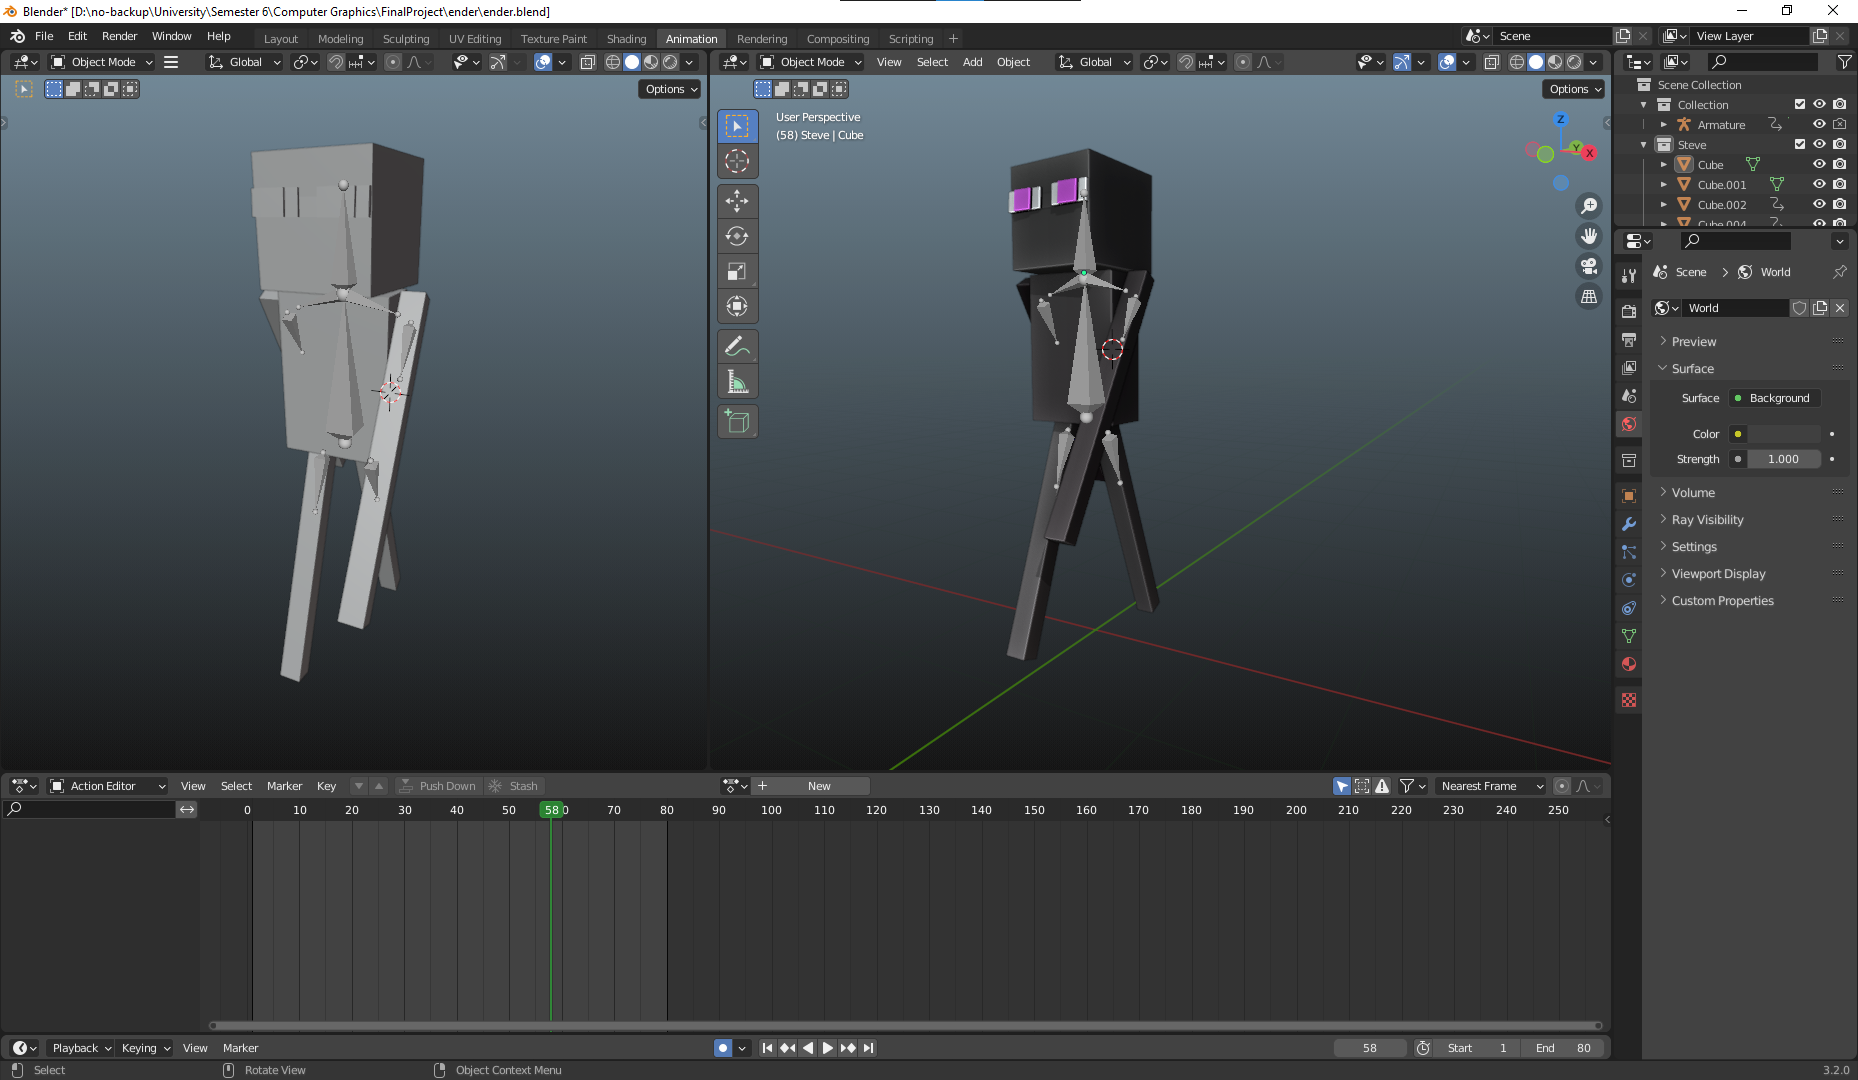 Blender* [D:\no-backup\University\Semester 6\Computer Graphics\FinalProject\ender\ender.blend]
File Edit Render Window Help Layout Modeling Sculpting UV Editing Texture Paint Shading Animation Rendering Compositing Scripting + Scene View Layer
Object Mode Global Object Mode View Select Add Object Global
Options Options
User Perspective
(58) Steve | Cube
Z
Y
X
Scene Collection
Collection
Armature
Steve
Cube
Cube.001
Cube.002
Cube.004
Scene > World
World
Preview
Surface
Surface Background
Color
Strength 1.000
Volume
Ray Visibility
Settings
Viewport Display
Custom Properties
Action Editor View Select Marker Key Push Down Stash + New Nearest Frame
0 10 20 30 40 50 58 0 70 80 90 100 110 120 130 140 150 160 170 180 190 200 210 220 230 240 250
Playback Keying View Marker 58 Start 1 End 80
Select Rotate View Object Context Menu 3.2.0